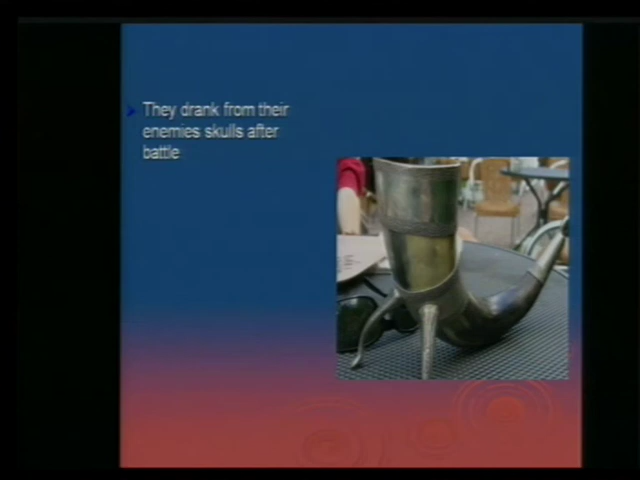 They drank from their
enemies skulls after
battle